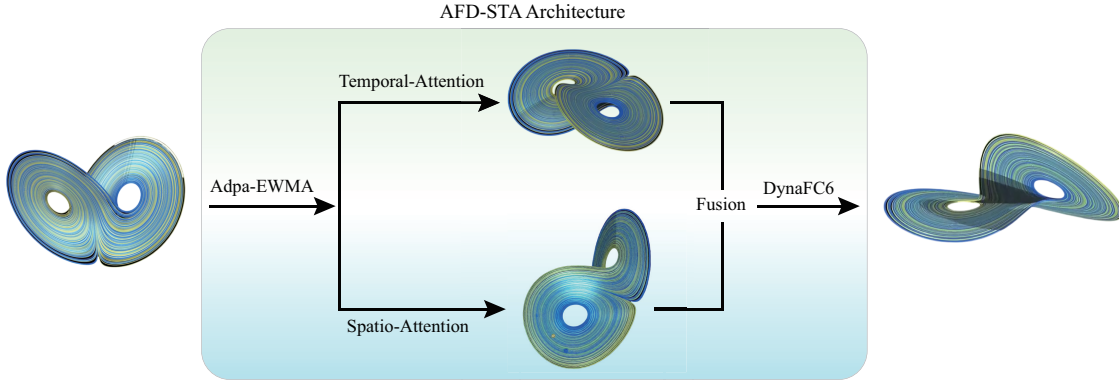 AFD-STA Architecture
Temporal-Attention
Adpa-EWMA
DynaFC6
Fusion
Spatio-Attention